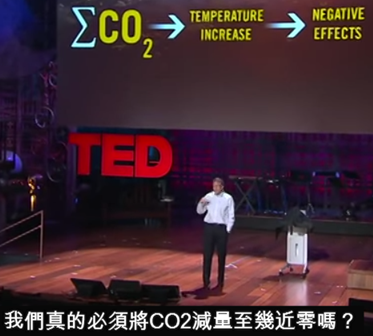 ΣCO2 → TEMPERATURE INCREASE → NEGATIVE EFFECTS
TED
我們真的必須將CO2減量至幾近零嗎？